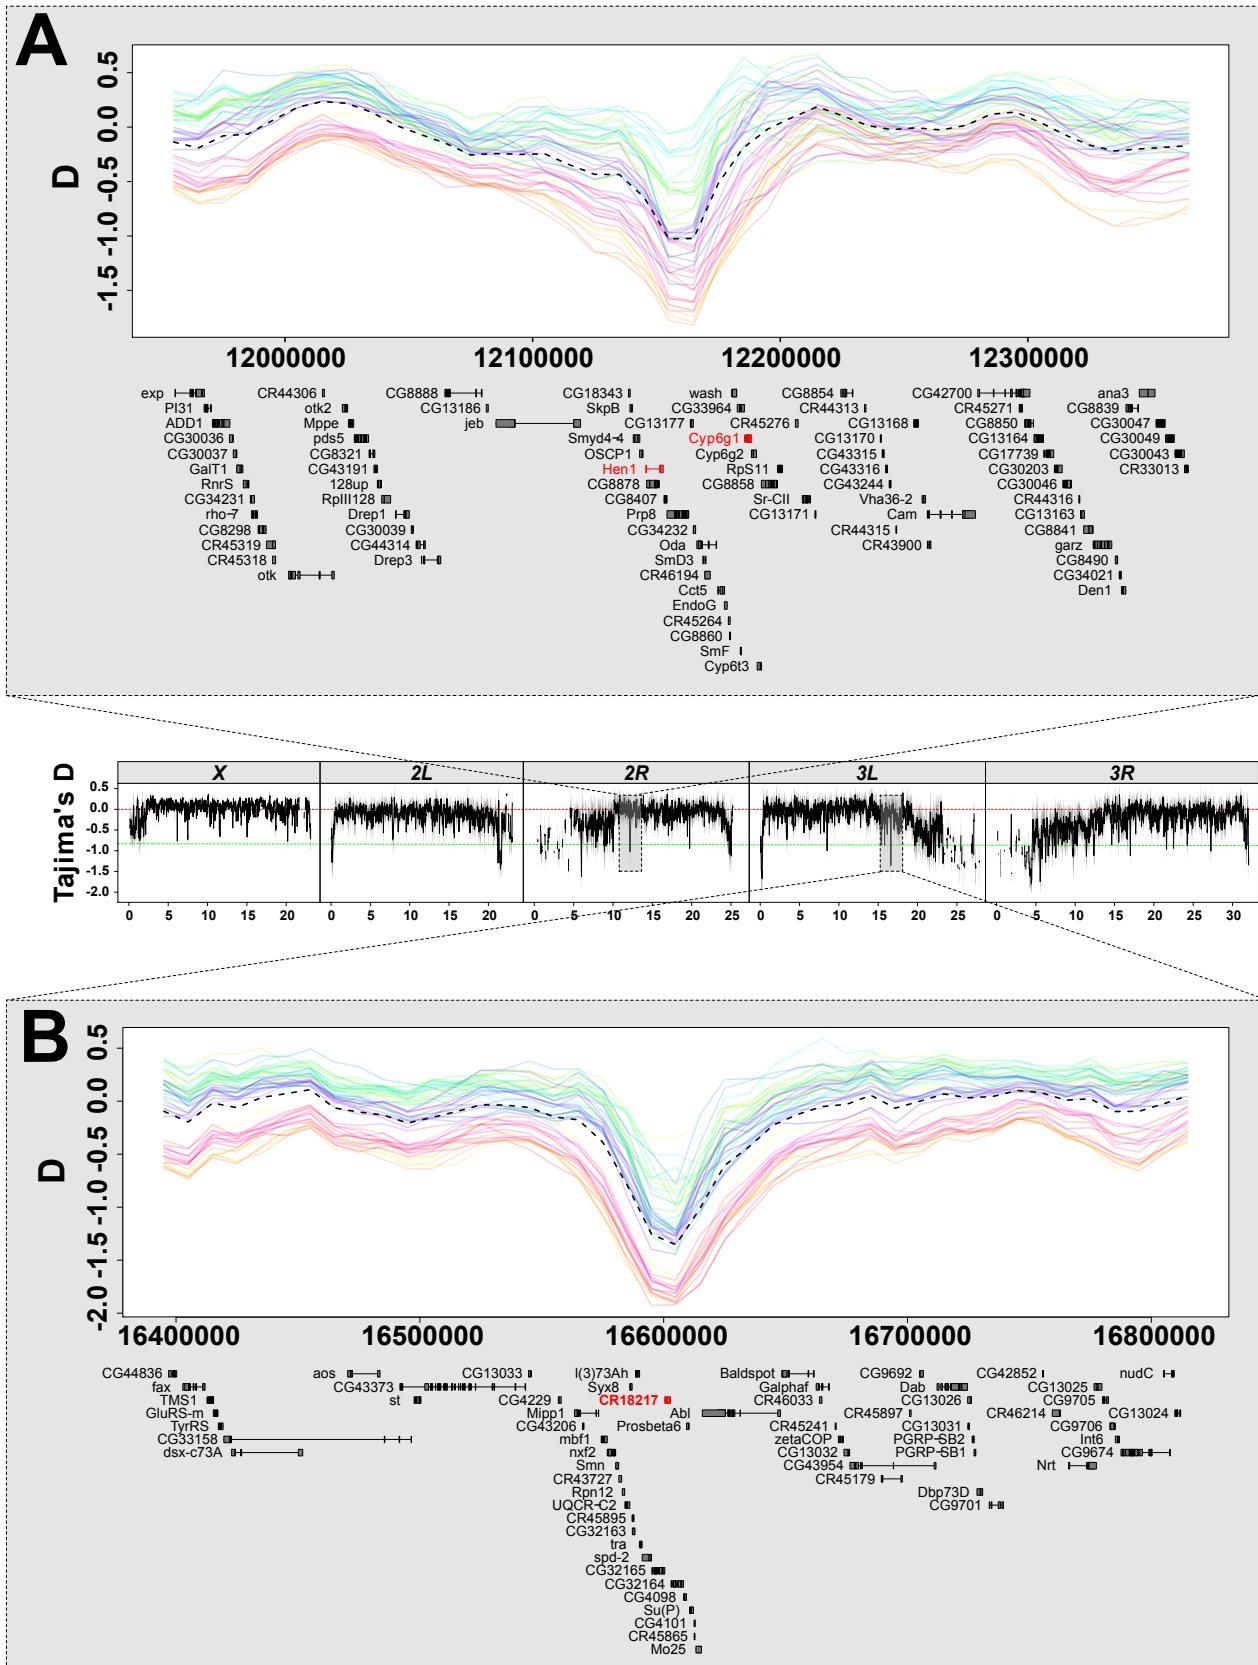 A
D
0.5
0.0
-0.5
-1.0
-1.5
12000000 12100000 12200000 12300000
exp CR44306 CG8888 CG18343 wash CG8854 CG42700 ana3
PI31 otk2 CG13186 SkpB CG33964 CR44313 CR45271 CG8839
ADD1 Mppe jeb CG13177 CR45276 CG13168 CG8850 CG30047
CG30036 pds5 Smyd4-4 Cyp6g1 CG13170 CG13164 CG30049
CG30037 CG8321 OSCP1 Cyp6g2 CG43315 CG17739 CG30043
GalT1 CG43191 Hen1 RpS11 CG43316 CG30203 CR33013
RnrS 128up CG8878 CG8858 CG43244 CG30046
CG34231 RpIII128 CG8407 Sr-CII Vha36-2 CR44316
rho-7 Drep1 Prp8 CG13171 Cam CG13163
CG8298 CG30039 CG34232 CR44315 CG8841
CR45319 CG44314 Oda CR43900 garz
CR45318 Drep3 SmD3 CG8490
otk CR46194 CG34021
Cct5 Den1
EndoG
CR45264
CG8860
SmF
Cyp6t3
Tajima's D
X 2L 2R 3L 3R
0.5
0.0
-0.5
-1.0
-1.5
-2.0
0 5 10 15 20 0 5 10 15 20 0 5 10 15 20 25 0 5 10 15 20 25 0 5 10 15 20 25 30
B
D
0.5
0.0
-0.5
-1.0
-1.5
-2.0
16400000 16500000 16600000 16700000 16800000
CG44836 aos CG13033 l(3)73Ah Baldspot CG9692 CG42852 nudC
fax CG43373 Syx8 Galphaf Dab CG13025
TMS1 st CG4229 CR18217 CR46033 CG13026 CG9705
GluRS-m Mipp1 Abl CR45897 CR46214 CG13024
TyrRS CG43206 Prosbeta6 CR45241 CG13031 CG9706
CG33158 mbf1 zetaCOP PGRP-SB2 Int6
dsx-c73A nxf2 CG13032 PGRP-SB1 CG9674
Smn CG43954 Nrt
CR43727 CR45179
Rpn12 Dbp73D
UQCR-C2 CG9701
CR45895
CG32163
tra
spd-2
CG32165
CG32164
CG4098
Su(P)
CG4101
CR45865
Mo25